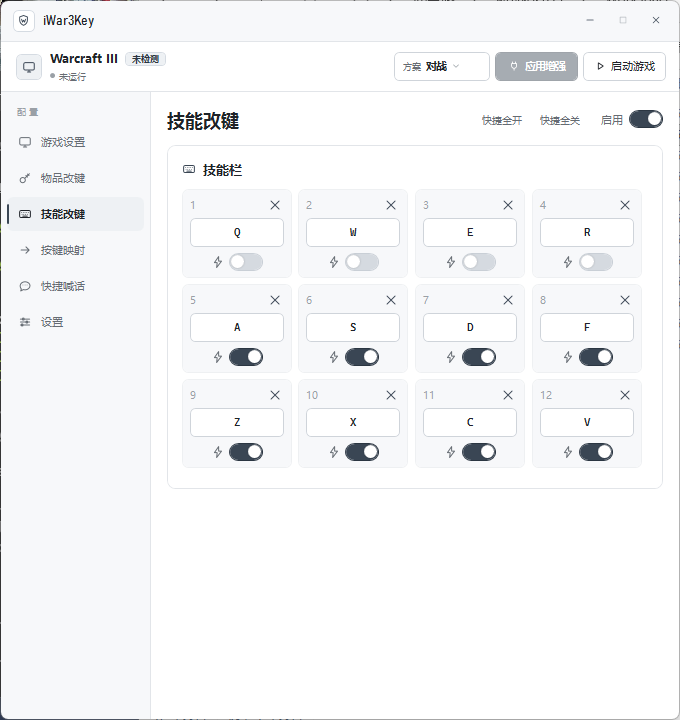 iWar3Key
Warcraft III 未检测
未运行
方案 对战
应用增强
启动游戏
配置
游戏设置
物品改键
技能改键
按键映射
快捷喊话
设置
技能改键
快捷全开 快捷全关 启用
技能栏
1 2 3 4
Q W E R
5 6 7 8
A S D F
9 10 11 12
Z X C V